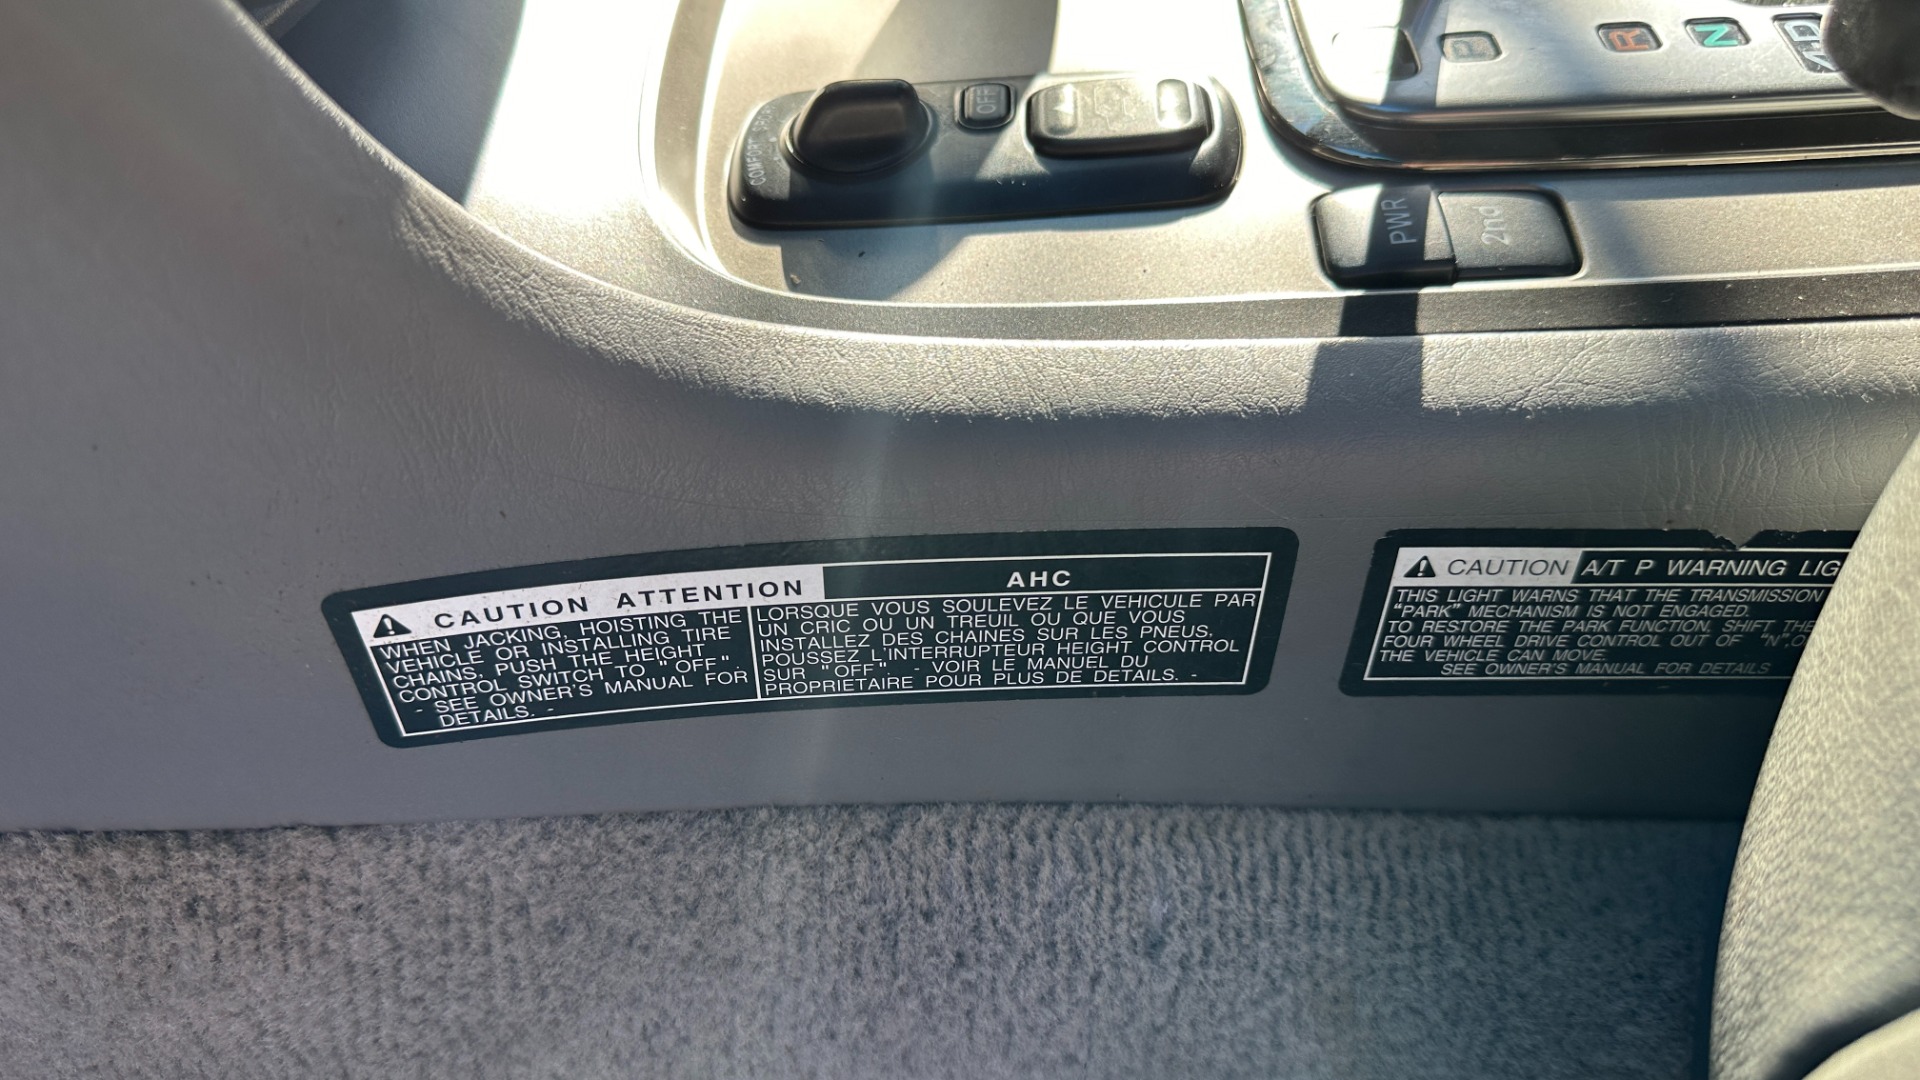 COMFORT
OFF
P
R
N
D
PWR
2nd
CAUTION ATTENTION
AHC
WHEN JACKING, HOISTING THE
VEHICLE OR INSTALLING TIRE
CHAINS, PUSH THE HEIGHT
CONTROL SWITCH TO "OFF".
- SEE OWNER'S MANUAL FOR
DETAILS. -
LORSQUE VOUS SOULEVEZ LE VEHICULE PAR
UN CRIC OU UN TREUIL OU QUE VOUS
INSTALLEZ DES CHAINES SUR LES PNEUS,
POUSSEZ L'INTERRUPTEUR HEIGHT CONTROL
SUR "OFF". - VOIR LE MANUEL DU
PROPRIETAIRE POUR PLUS DE DETAILS. -
CAUTION A/T P WARNING LIG
THIS LIGHT WARNS THAT THE TRANSMISSION
"PARK" MECHANISM IS NOT ENGAGED.
TO RESTORE THE PARK FUNCTION, SHIFT THE
FOUR WHEEL DRIVE CONTROL OUT OF "N", O
THE VEHICLE CAN MOVE.
SEE OWNER'S MANUAL FOR DETAILS